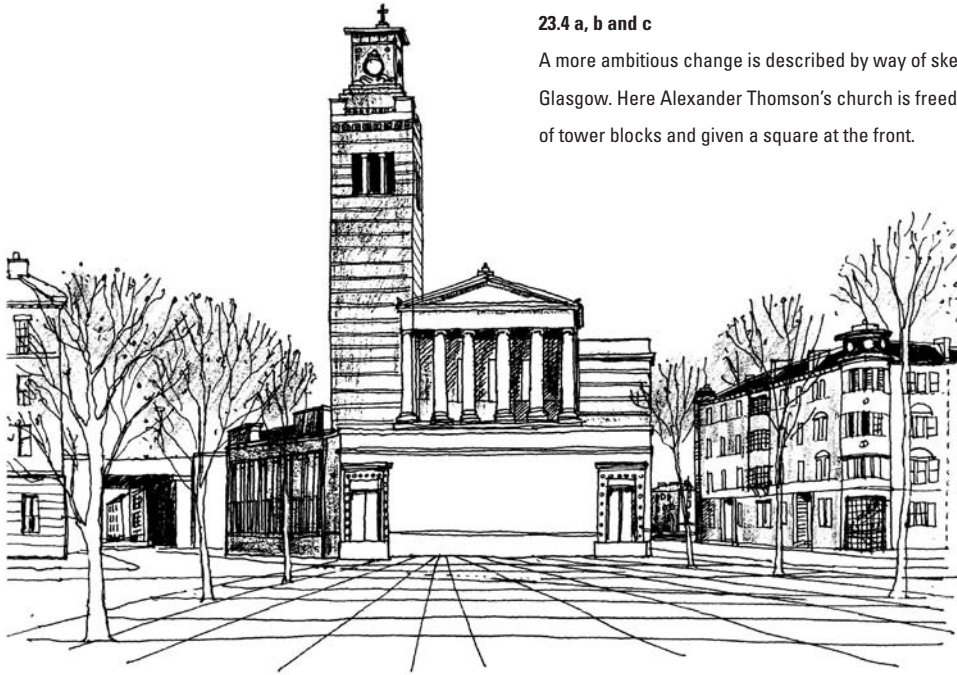 23.4 a, b and c
A more ambitious change is described by way of ske
Glasgow. Here Alexander Thomson's church is freed
of tower blocks and given a square at the front.